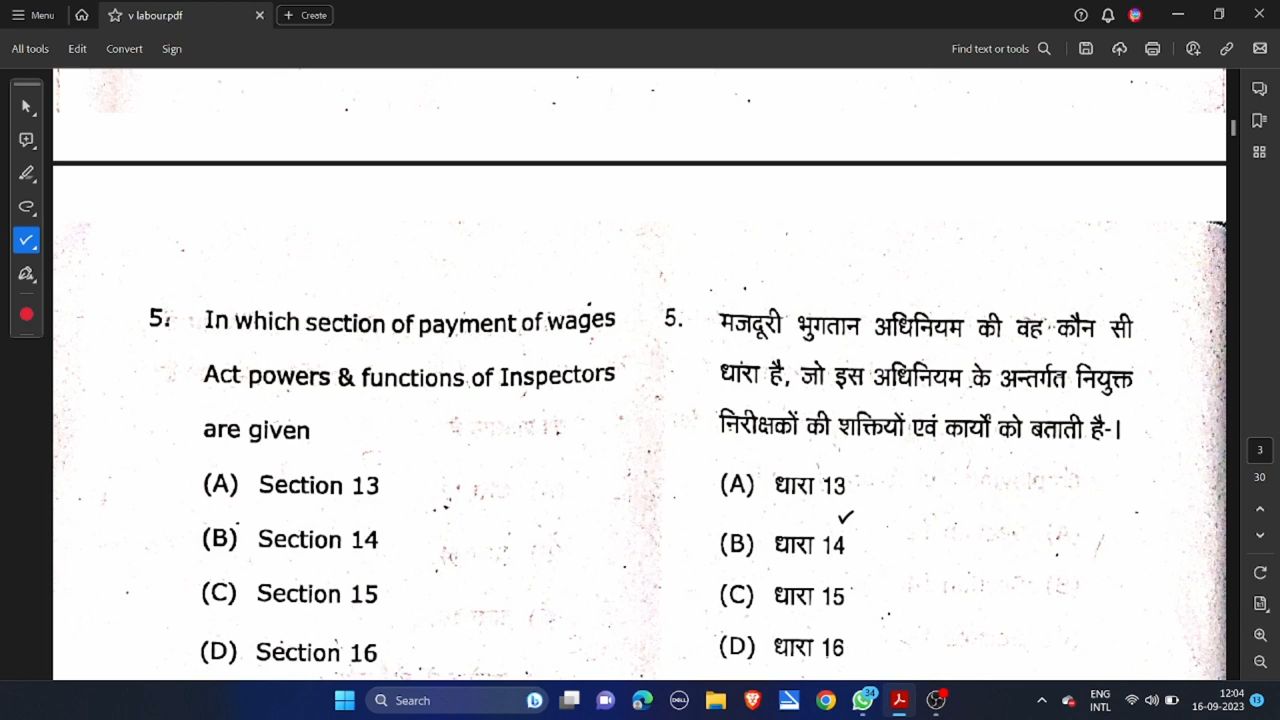 Menu
v labour.pdf
Create
All tools Edit Convert Sign
Find text or tools
5. In which section of payment of wages
Act powers & functions of Inspectors
are given
(A) Section 13
(B) Section 14
(C) Section 15
(D) Section 16
5. मजदूरी भुगतान अधिनियम की वह कौन सी
धारा है, जो इस अधिनियम के अन्तर्गत नियुक्त
निरीक्षकों की शक्तियों एवं कार्यों को बताती है-।
(A) धारा 13
(B) धारा 14
(C) धारा 15
(D) धारा 16
3
30
Search
DELL
34
ENG
INTL
12:04
16-09-2023